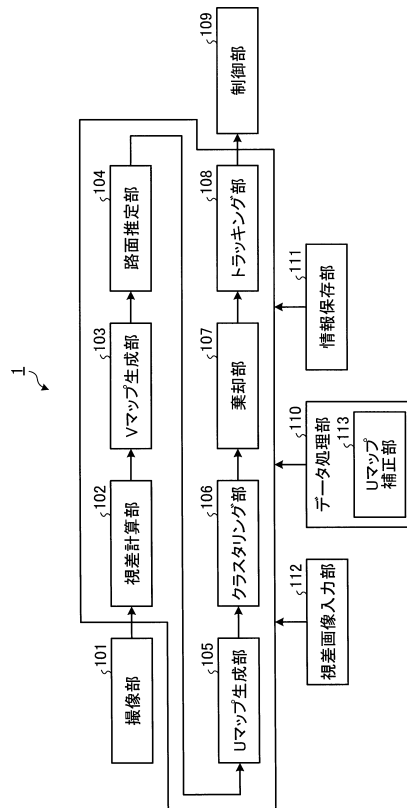 1
101
撮像部
102
視差計算部
103
Vマップ生成部
104
路面推定部
105
Uマップ生成部
106
クラスタリング部
107
棄却部
108
トラッキング部
109
制御部
112
視差画像入力部
110
データ処理部
113
Uマップ
補正部
111
情報保存部